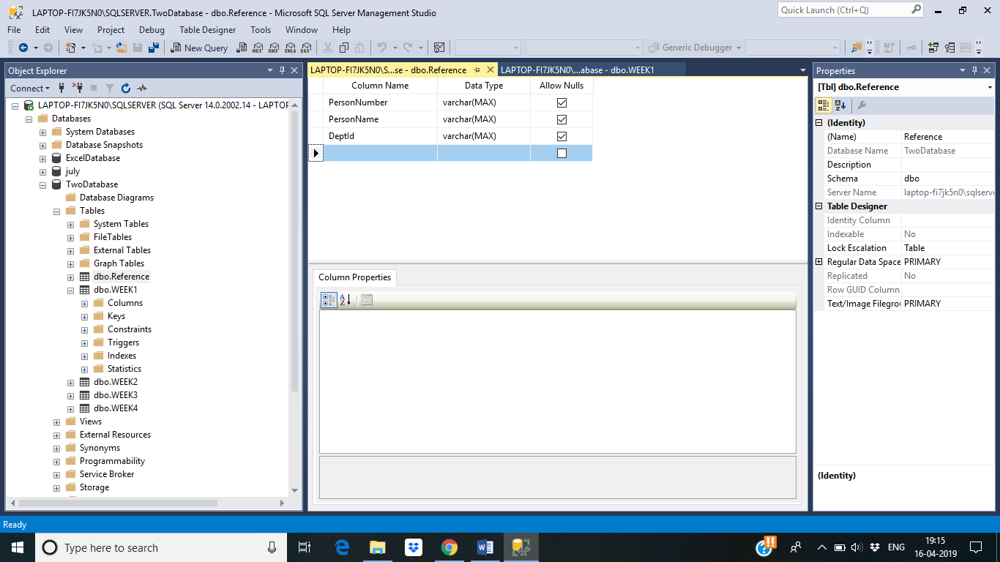 LAPTOP-FI7JK5N0\SQLSERVER.TwoDatabase - dbo.Reference - Microsoft SQL Server Management Studio
Quick Launch (Ctrl+Q)
File Edit View Project Debug Table Designer Tools Window Help
New Query MDX DMX XMLA DAX Generic Debugger
Object Explorer
Connect
LAPTOP-FI7JK5N0\SQLSERVER (SQL Server 14.0.2002.14 - LAPTOP
Databases
System Databases
Database Snapshots
ExcelDatabase
july
TwoDatabase
Database Diagrams
Tables
System Tables
FileTables
External Tables
Graph Tables
dbo.Reference
dbo.WEEK1
Columns
Keys
Constraints
Triggers
Indexes
Statistics
dbo.WEEK2
dbo.WEEK3
dbo.WEEK4
Views
External Resources
Synonyms
Programmability
Service Broker
Storage
LAPTOP-FI7JK5N0\S...se - dbo.Reference LAPTOP-FI7JK5N0\...abase - dbo.WEEK1
Column Name Data Type Allow Nulls
PersonNumber varchar(MAX)
PersonName varchar(MAX)
DeptId varchar(MAX)
Column Properties
Properties
[Tbl] dbo.Reference
(Identity)
(Name) Reference
Database Name TwoDatabase
Description
Schema dbo
Server Name laptop-fi7jk5n0\sqlserve
Table Designer
Identity Column
Indexable No
Lock Escalation Table
Regular Data Space PRIMARY
Replicated No
Row GUID Column
Text/Image Filegrou PRIMARY
(Identity)
Ready
Type here to search
ENG
19:15
16-04-2019